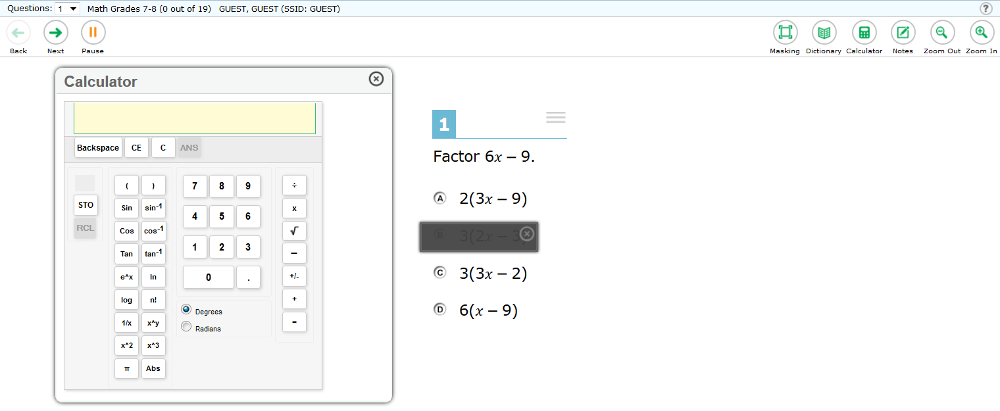 Questions: 1 Math Grades 7-8 (0 out of 19) GUEST, GUEST (SSID: GUEST) ?
Back Next Pause Masking Dictionary Calculator Notes Zoom Out Zoom In
Calculator
Backspace CE C ANS
STO
RCL
( )
Sin sin-1
Cos cos-1
Tan tan-1
e^x ln
log n!
1/x x^y
x^2 x^3
π Abs
7 8 9
4 5 6
1 2 3
0 .
Degrees
Radians
÷
x
√
−
+/-
+
=
1
Factor 6x – 9.
A 2(3x – 9)
B 3(2x – 3)
C 3(3x – 2)
D 6(x – 9)